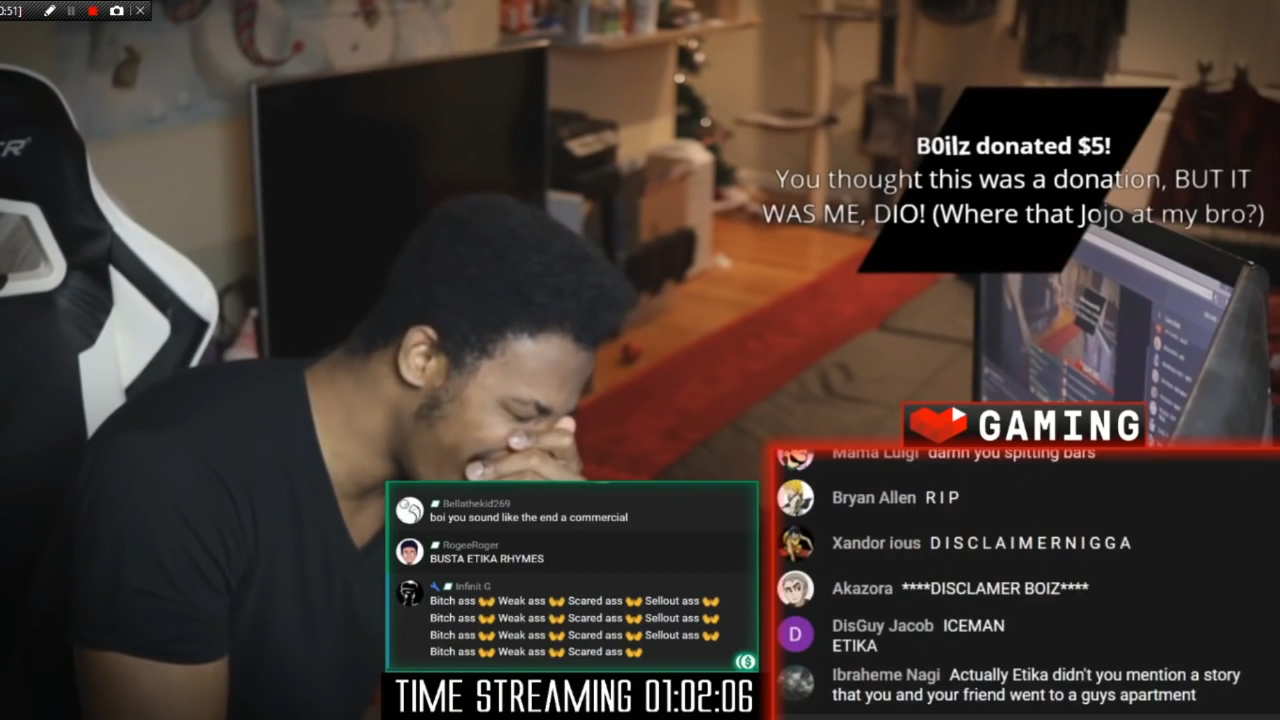 0:51]
B0ilz donated $5!
You thought this was a donation, BUT IT
WAS ME, DIO! (Where that Jojo at my bro?)
GAMING
Mama Luigi damn you spitting bars
Bryan Allen R I P
Xandor ious D I S C L A I M E R N I G G A
Akazora ****DISCLAMER BOIZ****
DisGuy Jacob ICEMAN
ETIKA
Ibraheme Nagi Actually Etika didn't you mention a story
that you and your friend went to a guys apartment
Bellathekid269
boi you sound like the end a commercial
RogeeRoger
BUSTA ETIKA RHYMES
Infinit G
Bitch ass 👐 Weak ass 👐 Scared ass 👐 Sellout ass 👐
Bitch ass 👐 Weak ass 👐 Scared ass 👐 Sellout ass 👐
Bitch ass 👐 Weak ass 👐 Scared ass 👐 Sellout ass 👐
Bitch ass 👐 Weak ass 👐 Scared ass 👐
TIME STREAMING 01:02:06